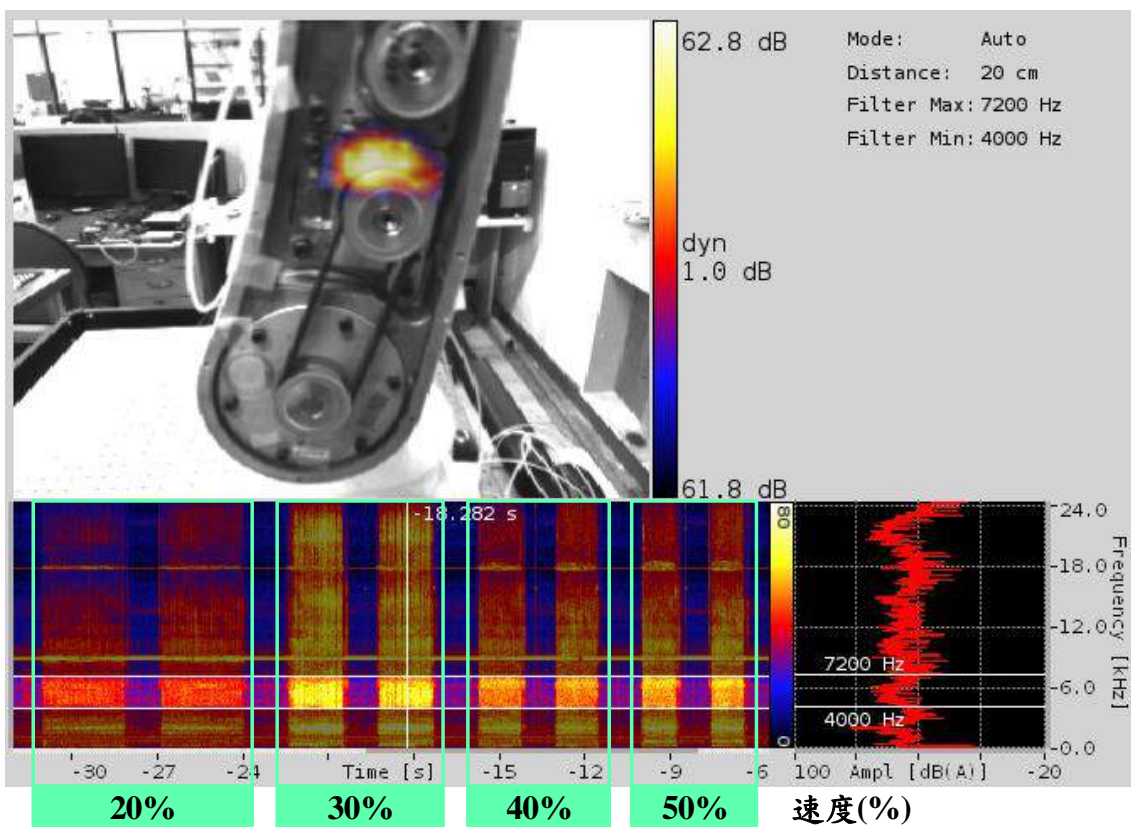 62.8 dB
dyn
1.0 dB
61.8 dB
Mode: Auto
Distance: 20 cm
Filter Max: 7200 Hz
Filter Min: 4000 Hz
-18.282 s
80
0
7200 Hz
4000 Hz
-24.0
-18.0
-12.0
-6.0
-0.0
Frequency [kHz]
-30 -27 -24 Time [s] -15 -12 -9 -6 100 Ampl [dB(A)] -20
20% 30% 40% 50% 速度(%)